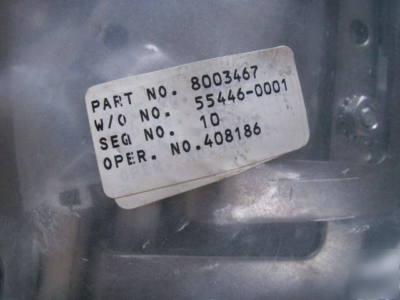 PART NO. 8003467
W/O NO. 55446-0001
SEQ NO. 10
OPER. NO.408186